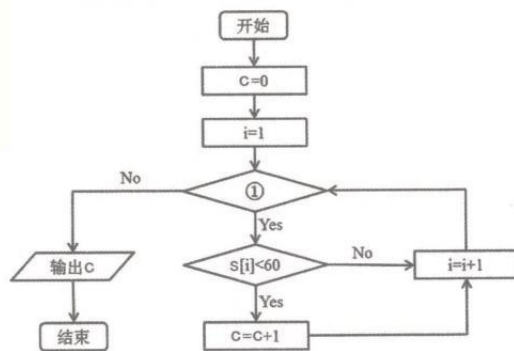 开始
C=0
i=1
No
①
Yes
输出C
S[i]<60
No
i=i+1
Yes
结束
C=C+1